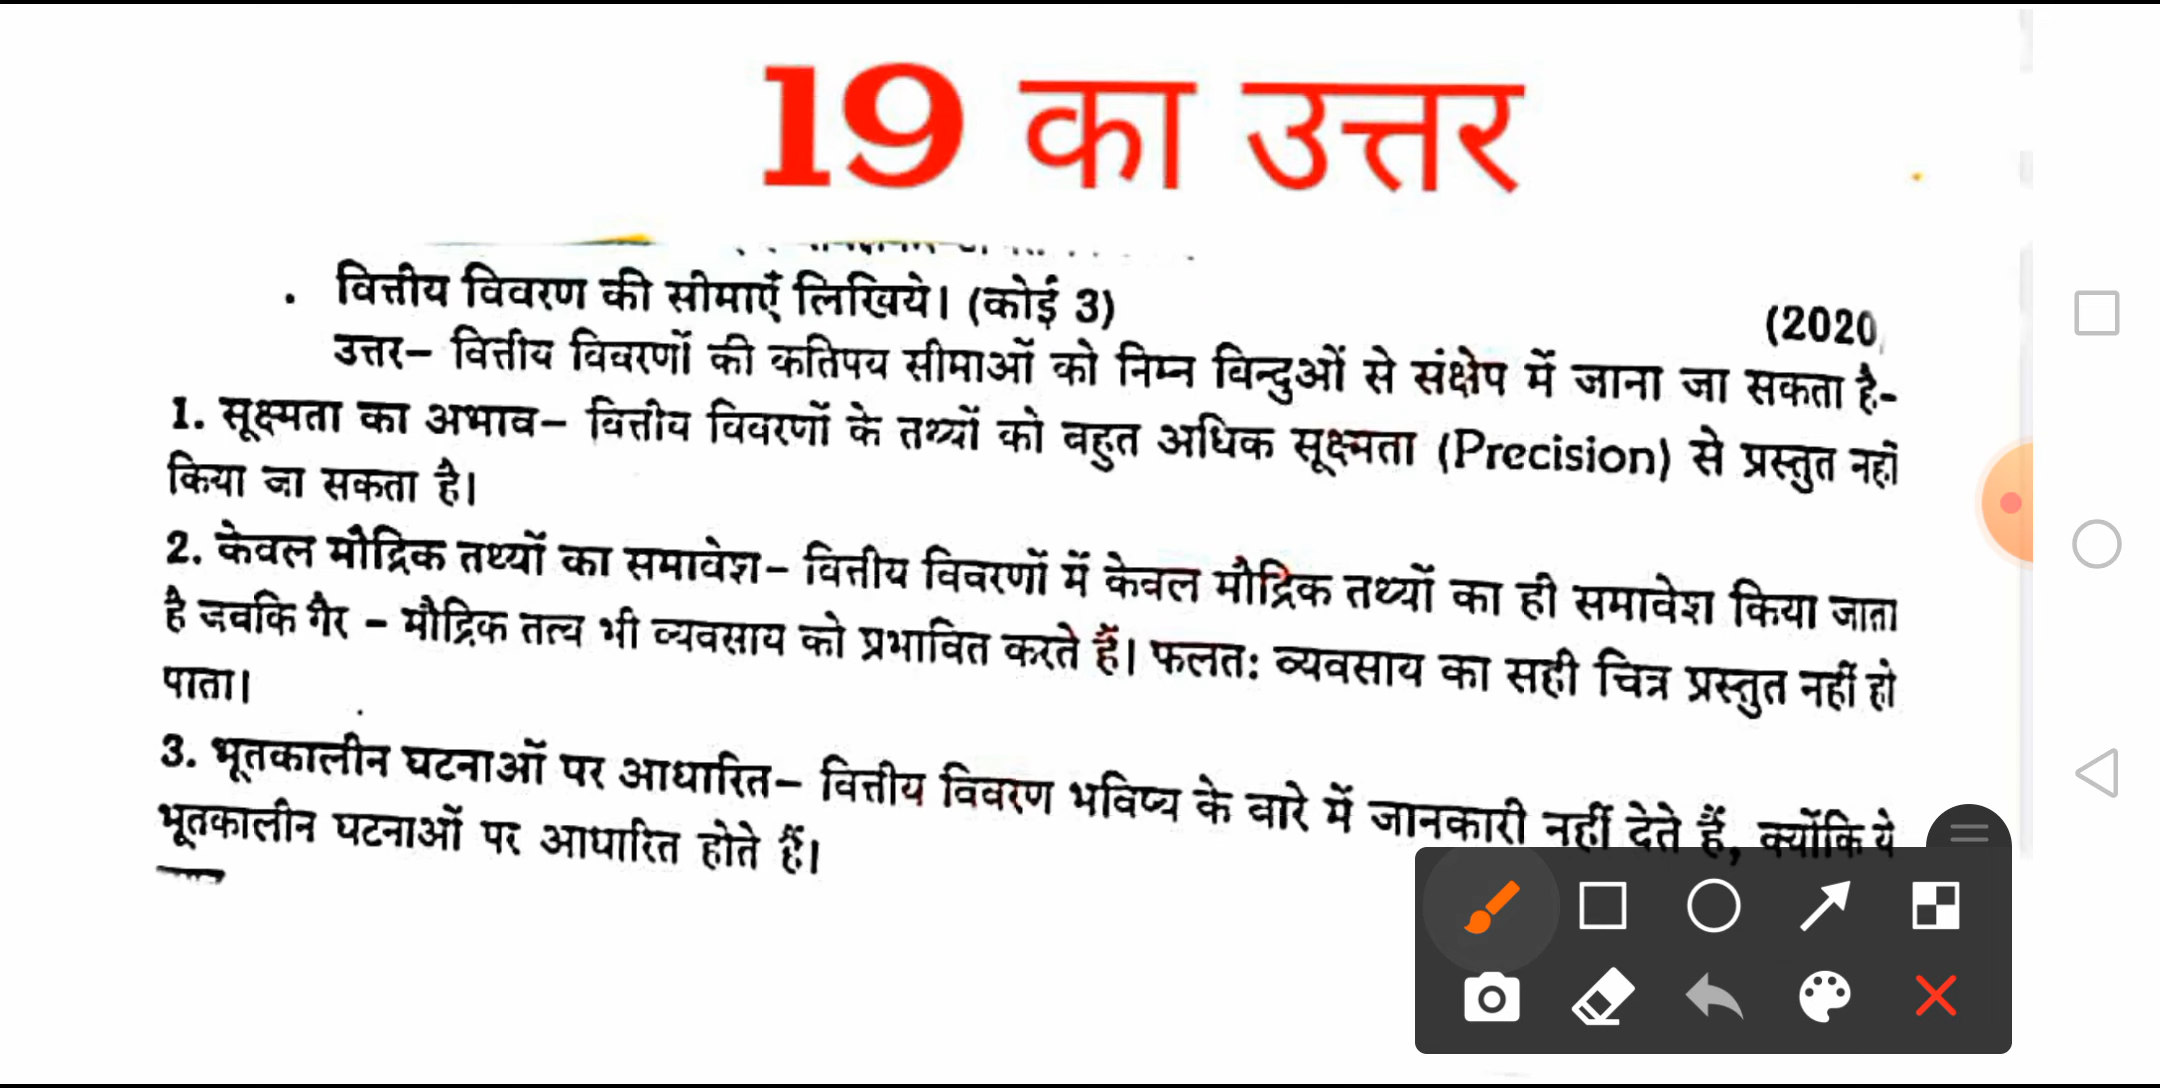 19 का उत्तर
. वित्तीय विवरण की सीमाएँ लिखिये। (कोई 3)
(2020
उत्तर– वित्तीय विवरणों की कतिपय सीमाओं को निम्न विन्दुओं से संक्षेप में जाना जा सकता है-
1. सूक्ष्मता का अभाव– वित्तीय विवरणों के तथ्यों को बहुत अधिक सूक्ष्मता (Precision) से प्रस्तुत नहीं
किया जा सकता है।
2. केवल मौद्रिक तथ्यों का समावेश– वित्तीय विवरणों में केवल मौद्रिक तथ्यों का ही समावेश किया जाता
है जबकि गैर – मौद्रिक तत्व भी व्यवसाय को प्रभावित करते हैं। फलत: व्यवसाय का सही चित्र प्रस्तुत नहीं हो
पाता।
3. भूतकालीन घटनाओं पर आधारित– वित्तीय विवरण भविष्य के बारे में जानकारी नहीं देते हैं, क्योंकि ये
भूतकालीन घटनाओं पर आधारित होते हैं।